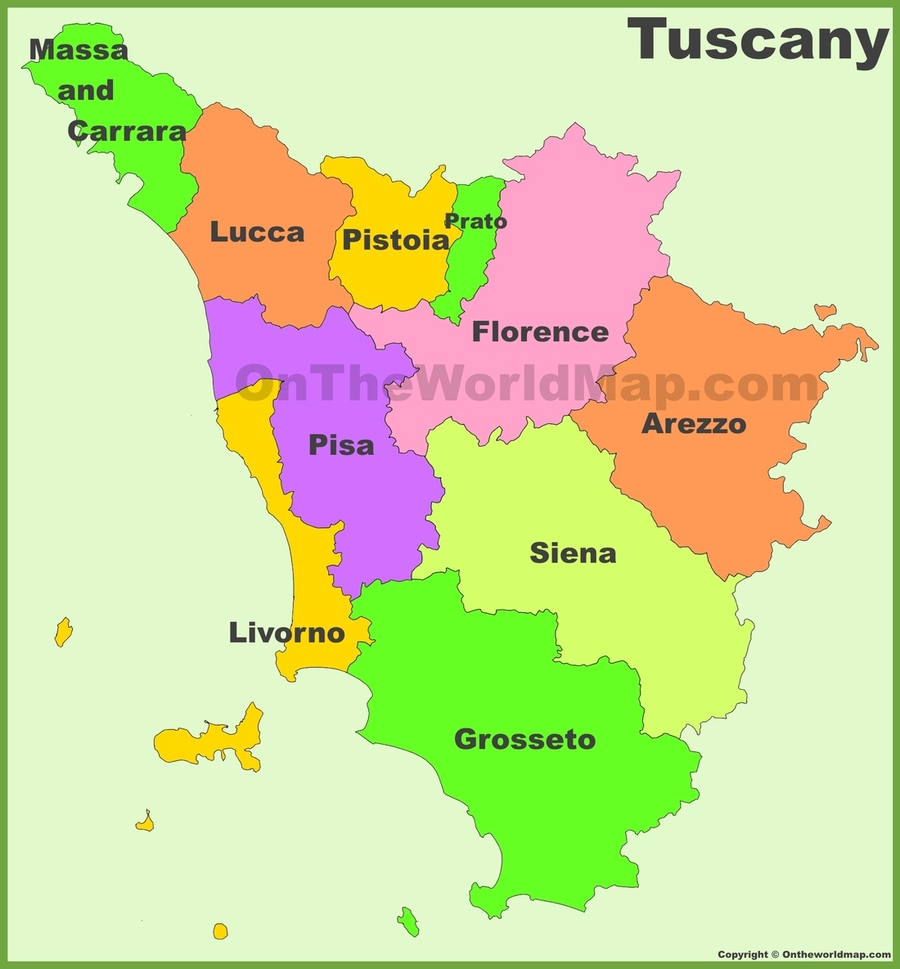 Tuscany
Massa
and
Carrara
Lucca
Pistoia
Prato
Florence
OnTheWorldMap.com
Arezzo
Pisa
Siena
Livorno
Grosseto
Copyright © Ontheworldmap.com